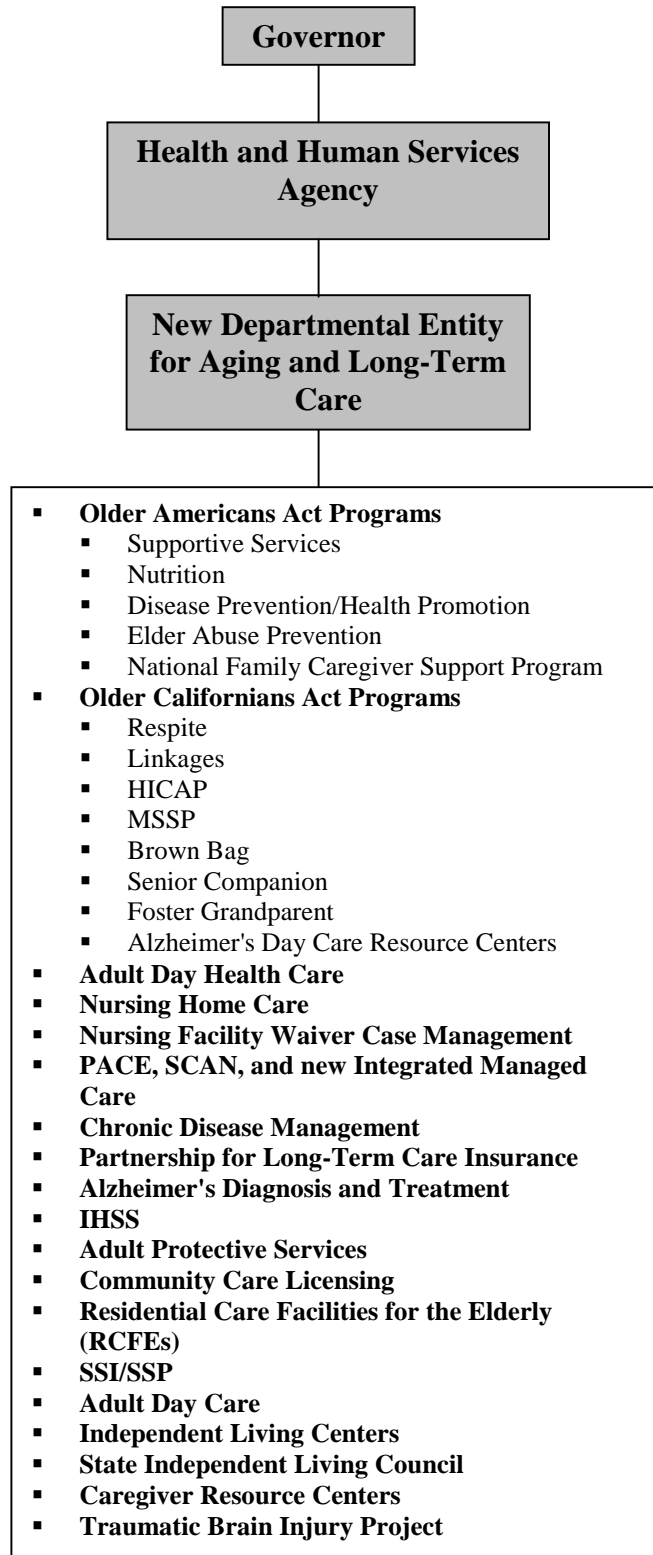 Governor
Health and Human Services
Agency
New Departmental Entity
for Aging and Long-Term
Care
▪ Older Americans Act Programs
▪ Supportive Services
▪ Nutrition
▪ Disease Prevention/Health Promotion
▪ Elder Abuse Prevention
▪ National Family Caregiver Support Program
▪ Older Californians Act Programs
▪ Respite
▪ Linkages
▪ HICAP
▪ MSSP
▪ Brown Bag
▪ Senior Companion
▪ Foster Grandparent
▪ Alzheimer's Day Care Resource Centers
▪ Adult Day Health Care
▪ Nursing Home Care
▪ Nursing Facility Waiver Case Management
▪ PACE, SCAN, and new Integrated Managed
Care
▪ Chronic Disease Management
▪ Partnership for Long-Term Care Insurance
▪ Alzheimer's Diagnosis and Treatment
▪ IHSS
▪ Adult Protective Services
▪ Community Care Licensing
▪ Residential Care Facilities for the Elderly
(RCFEs)
▪ SSI/SSP
▪ Adult Day Care
▪ Independent Living Centers
▪ State Independent Living Council
▪ Caregiver Resource Centers
▪ Traumatic Brain Injury Project